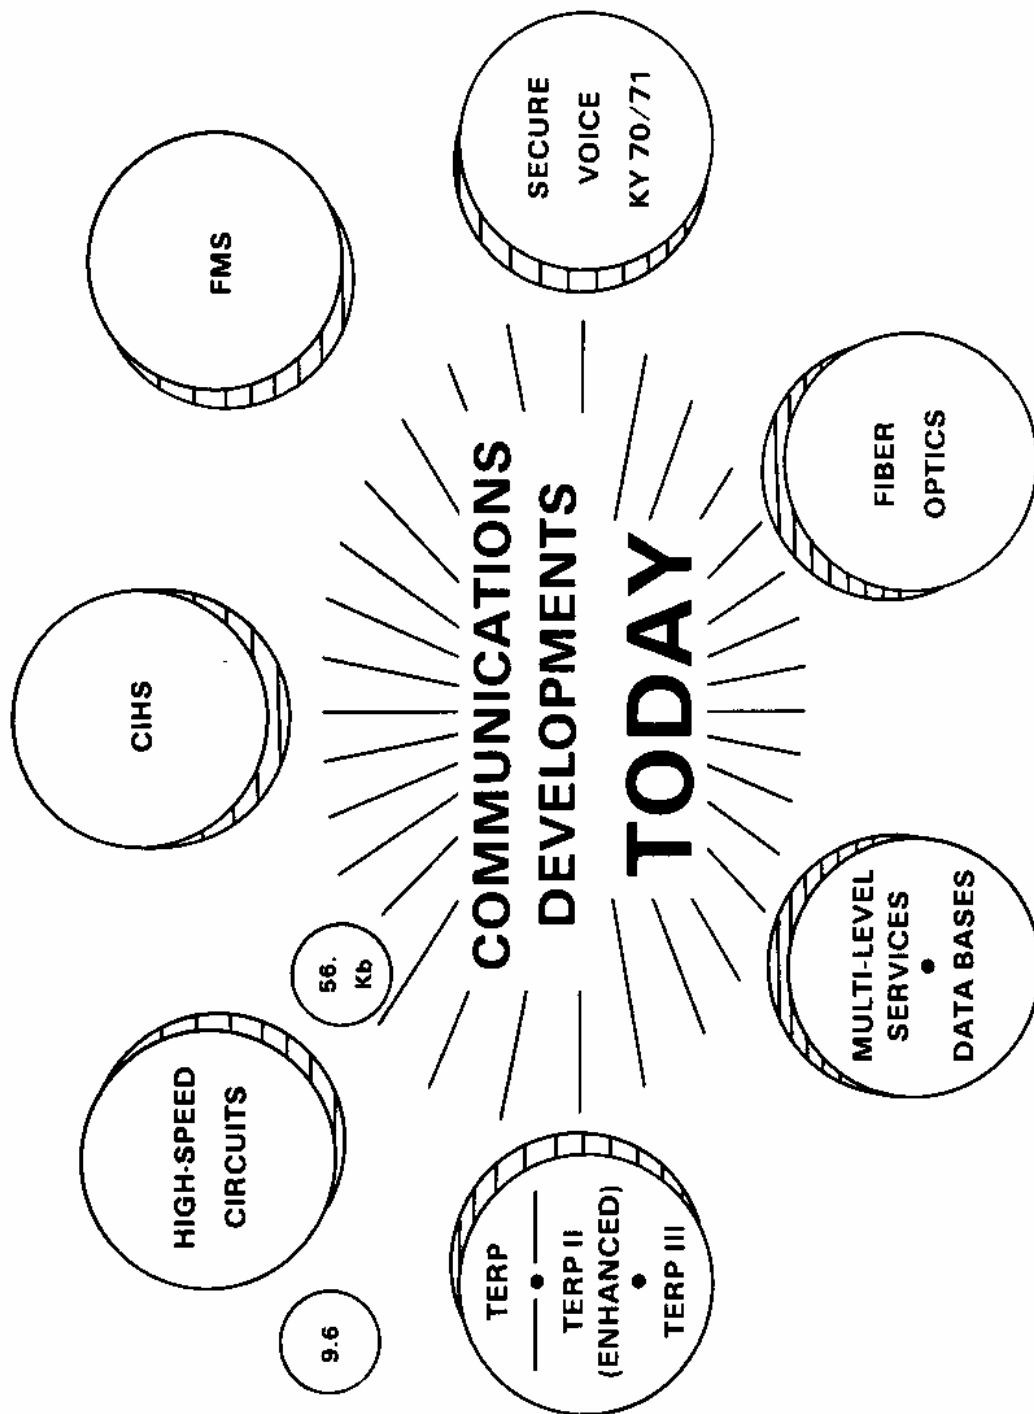 COMMUNICATIONS
DEVELOPMENTS
TODAY
HIGH-SPEED
CIRCUITS
9.6
56.
Kb
CIHS
FMS
SECURE
VOICE
KY 70/71
FIBER
OPTICS
MULTI-LEVEL
SERVICES
•
DATA BASES
TERP
•
TERP II
(ENHANCED)
•
TERP III